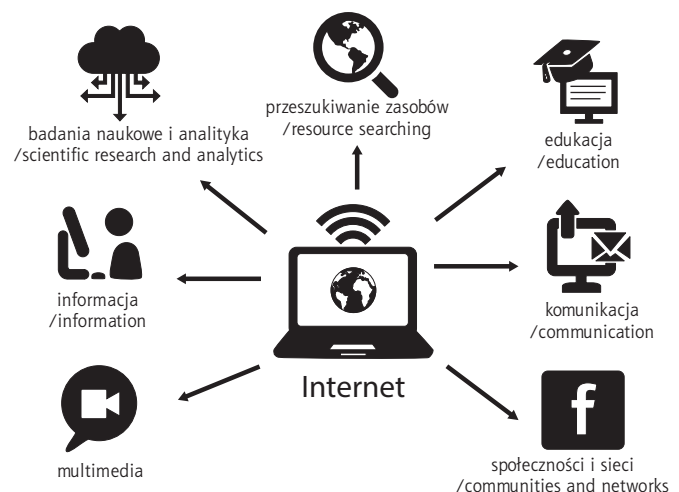 przeszukiwanie zasobów
/resource searching
badania naukowe i analityka
/scientific research and analytics
edukacja
/education
informacja
/information
komunikacja
/communication
Internet
multimedia
f
społeczności i sieci
/communities and networks